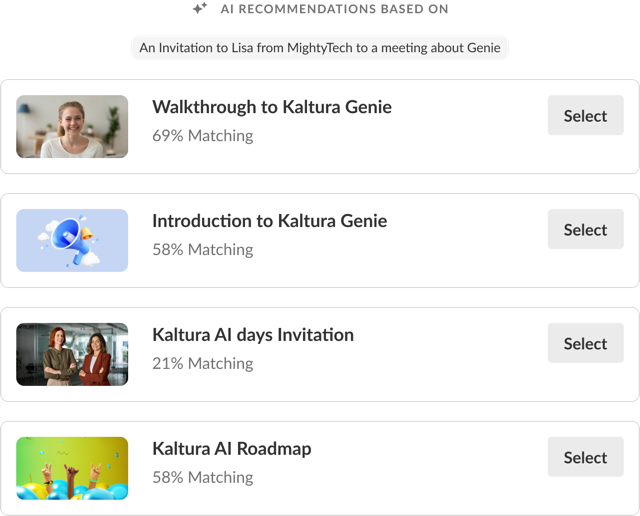 AI RECOMMENDATIONS BASED ON
An Invitation to Lisa from MightyTech to a meeting about Genie
Walkthrough to Kaltura Genie
69% Matching
Select
Introduction to Kaltura Genie
58% Matching
Select
Kaltura AI days Invitation
21% Matching
Select
Kaltura AI Roadmap
58% Matching
Select